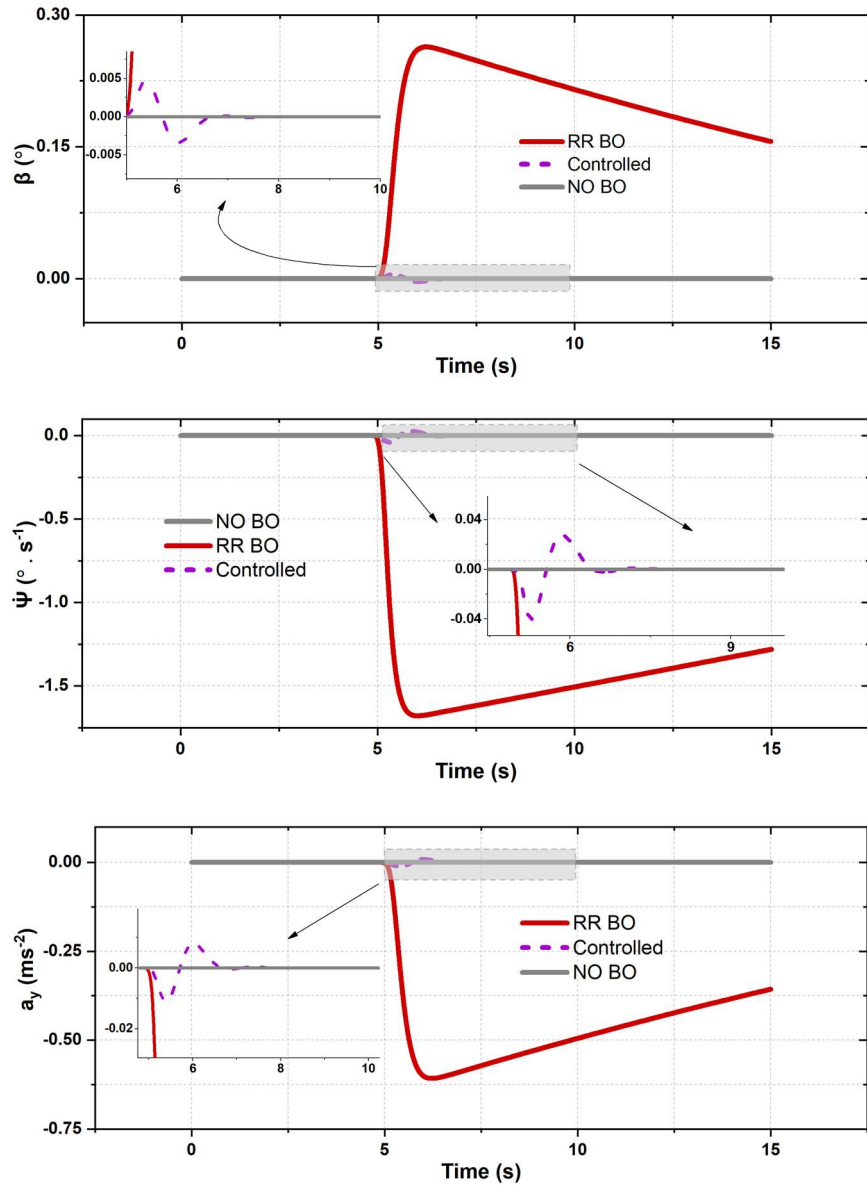 0.30
0.15
0.00
β (°)
0.005
0.000
-0.005
6 8 10
RR BO
Controlled
NO BO
0 5 10 15
Time (s)
0.0
-0.5
-1.0
-1.5
Ψ̇ (° . s⁻¹)
NO BO
RR BO
Controlled
0.04
0.00
-0.04
6 9
0 5 10 15
Time (s)
0.00
-0.25
-0.50
-0.75
a_y (ms⁻²)
RR BO
Controlled
NO BO
0.00
-0.02
6 8 10
0 5 10 15
Time (s)